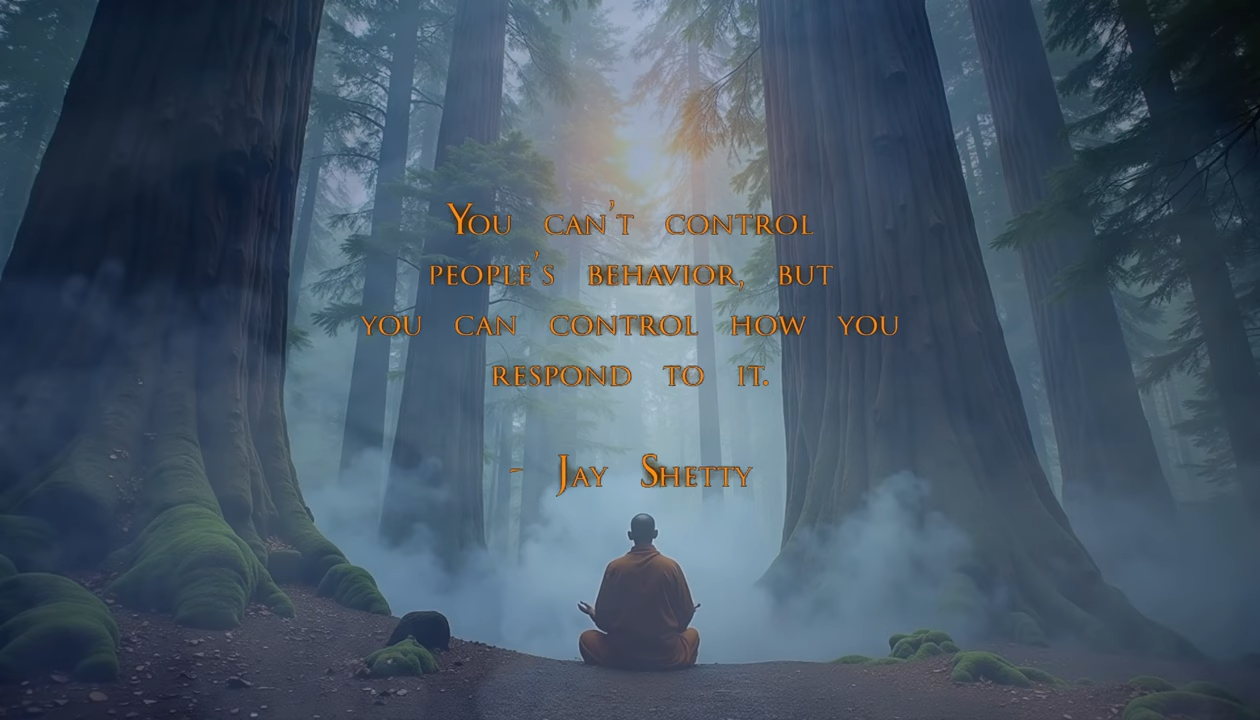 You can't control
people's behavior, but
you can control how you
respond to it.
- Jay Shetty